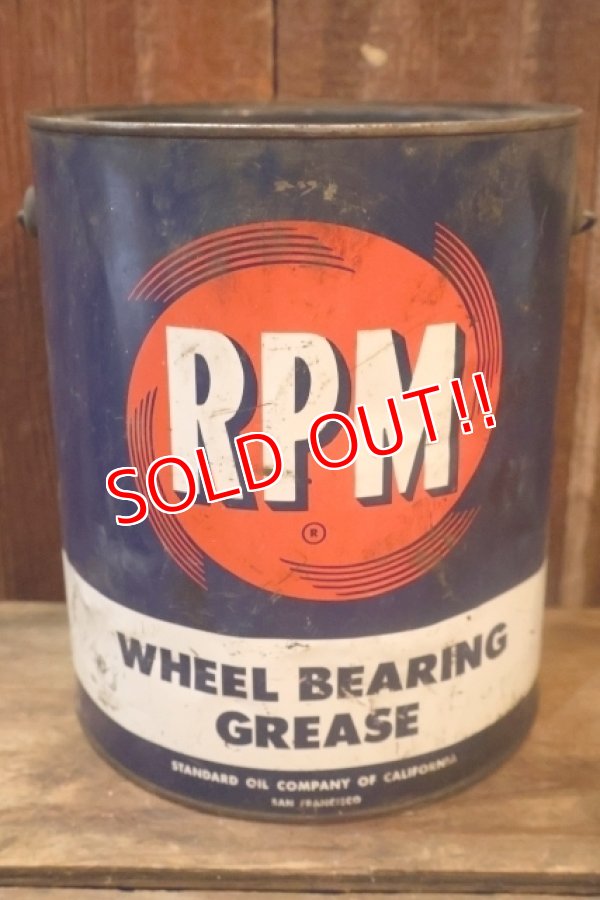 RPM
SOLD OUT!!
®
WHEEL BEARING
GREASE
STANDARD OIL COMPANY OF CALIFORNIA
SAN FRANCISCO